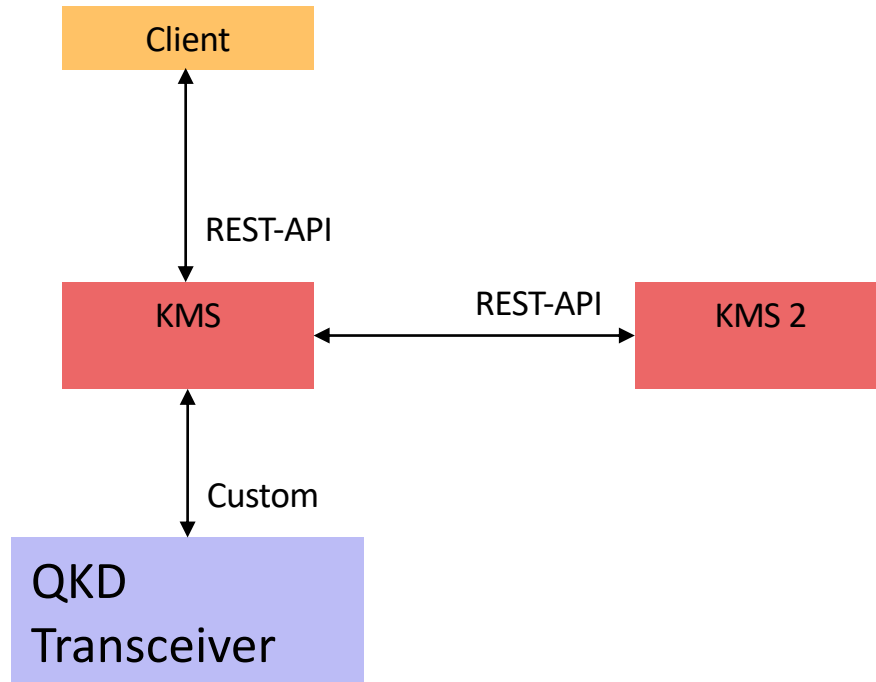 Client
REST-API
KMS
REST-API
KMS 2
Custom
QKD
Transceiver